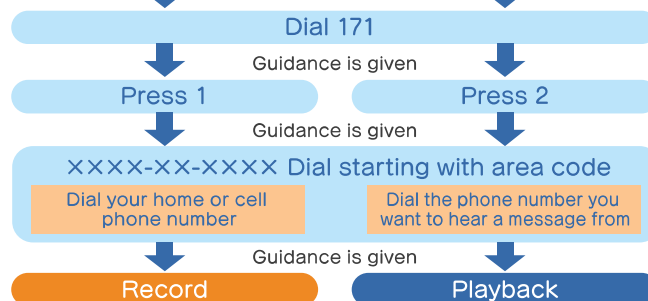 Dial 171
Guidance is given
Press 1
Press 2
Guidance is given
××××-××-×××× Dial starting with area code
Dial your home or cell
phone number
Dial the phone number you
want to hear a message from
Guidance is given
Record
Playback